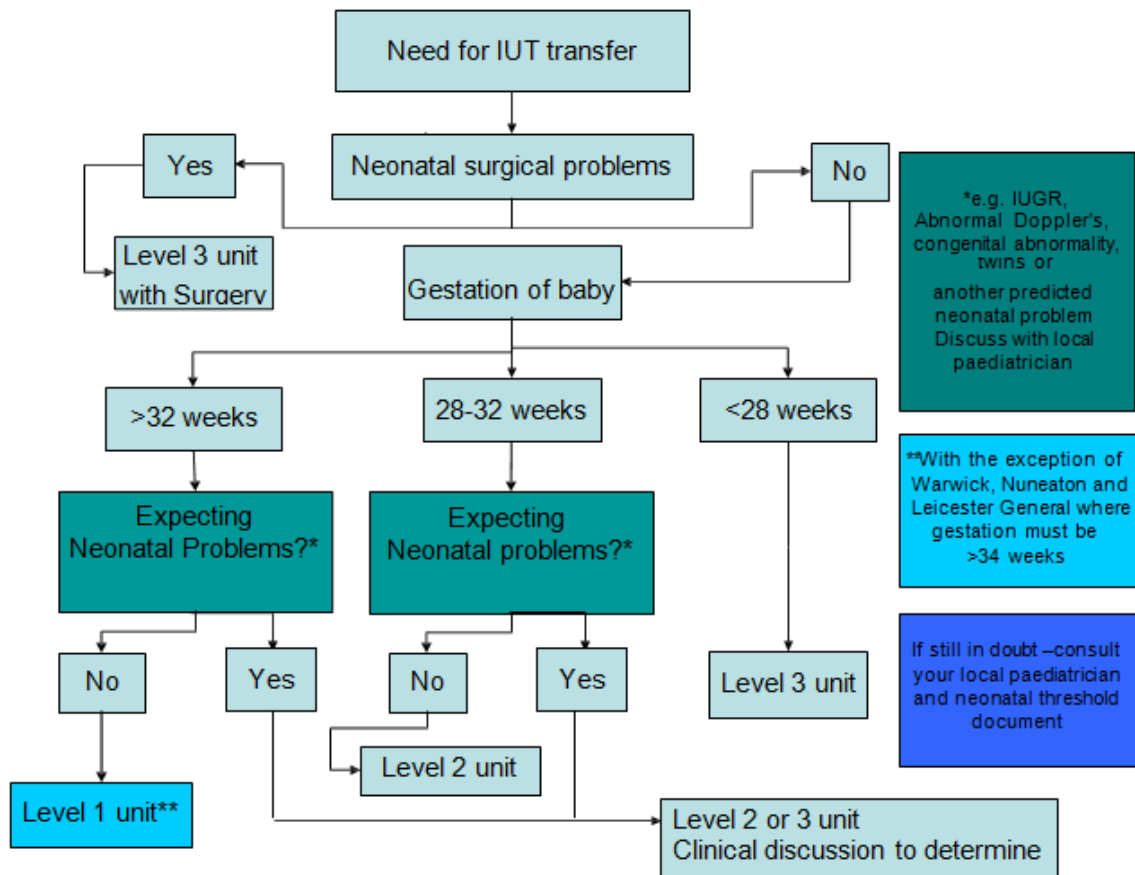 Need for IUT transfer
Yes
Neonatal surgical problems
No
Level 3 unit
with Surgery
Gestation of baby
*e.g. IUGR,
Abnormal Doppler's,
congenital abnormality,
twins or
another predicted
neonatal problem
Discuss with local
paediatrician
>32 weeks
28-32 weeks
<28 weeks
Expecting
Neonatal Problems?*
Expecting
Neonatal problems?*
**With the exception of
Warwick, Nuneaton and
Leicester General where
gestation must be
>34 weeks
No
Yes
No
Yes
Level 3 unit
If still in doubt –consult
your local paediatrician
and neonatal threshold
document
Level 2 unit
Level 1 unit**
Level 2 or 3 unit
Clinical discussion to determine